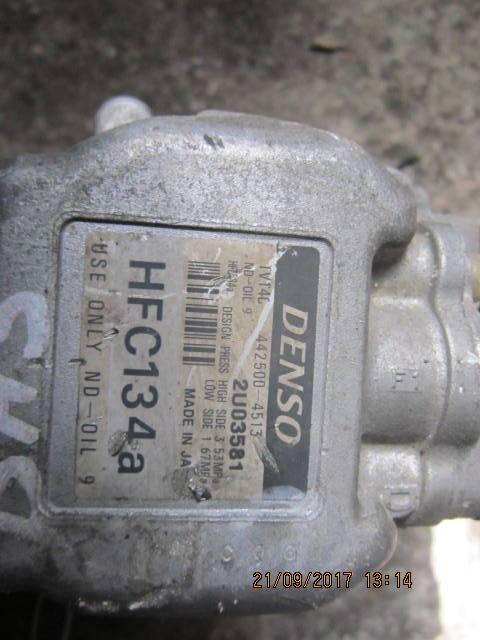 DENSO
TV14C 442500-4513
ND-OIL 9 2U03581
HFC134a DESIGN PRESS HIGH SIDE 3 53MPa
LOW SIDE 1 67MPa
MADE IN
HFC134a
USE ONLY ND-OIL 9
D
21/09/2017 13:14